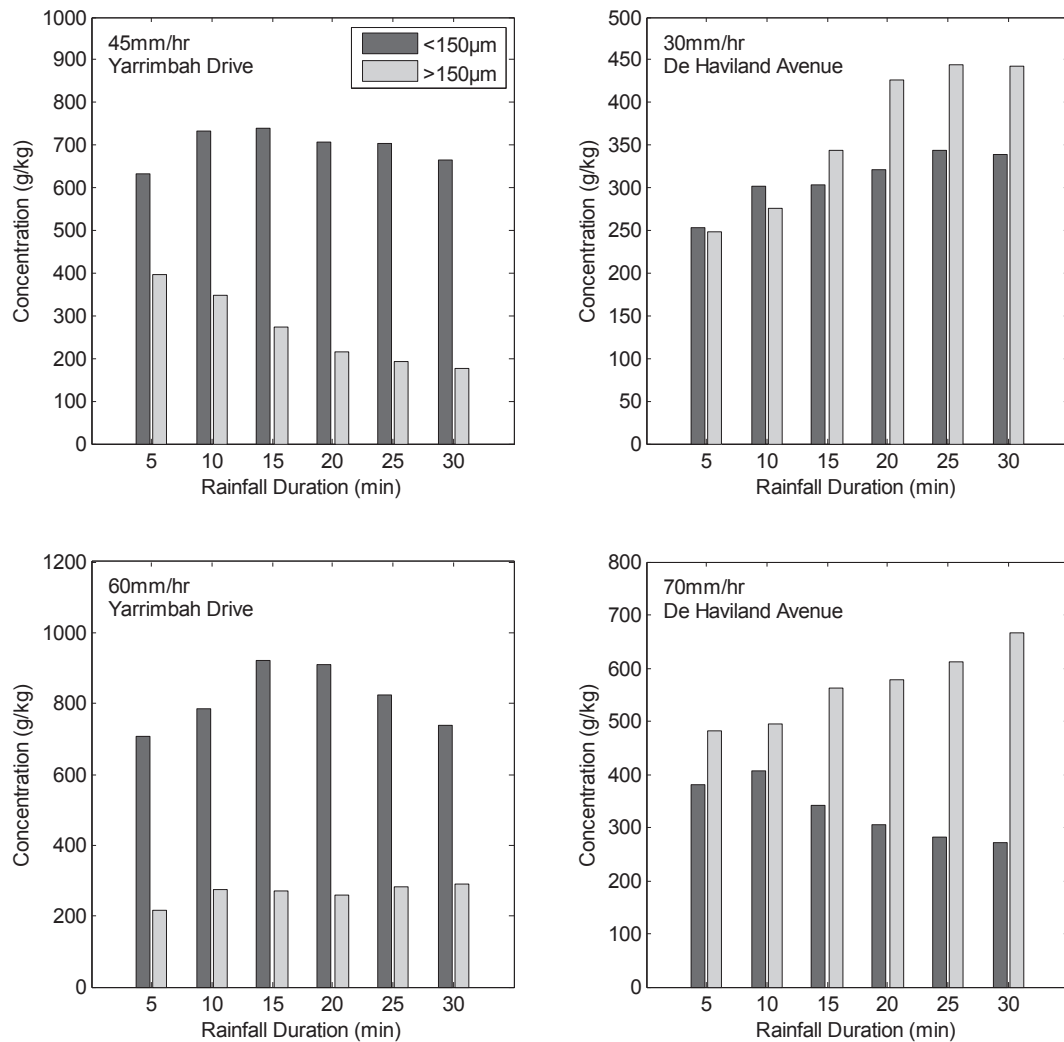 45mm/hr
Yarrimbah Drive
<150µm
>150µm
1000
900
800
700
600
500
400
300
200
100
0
Concentration (g/kg)
5 10 15 20 25 30
Rainfall Duration (min)
30mm/hr
De Haviland Avenue
500
450
400
350
300
250
200
150
100
50
0
Concentration (g/kg)
5 10 15 20 25 30
Rainfall Duration (min)
60mm/hr
Yarrimbah Drive
1200
1000
800
600
400
200
0
Concentration (g/kg)
5 10 15 20 25 30
Rainfall Duration (min)
70mm/hr
De Haviland Avenue
800
700
600
500
400
300
200
100
0
Concentration (g/kg)
5 10 15 20 25 30
Rainfall Duration (min)